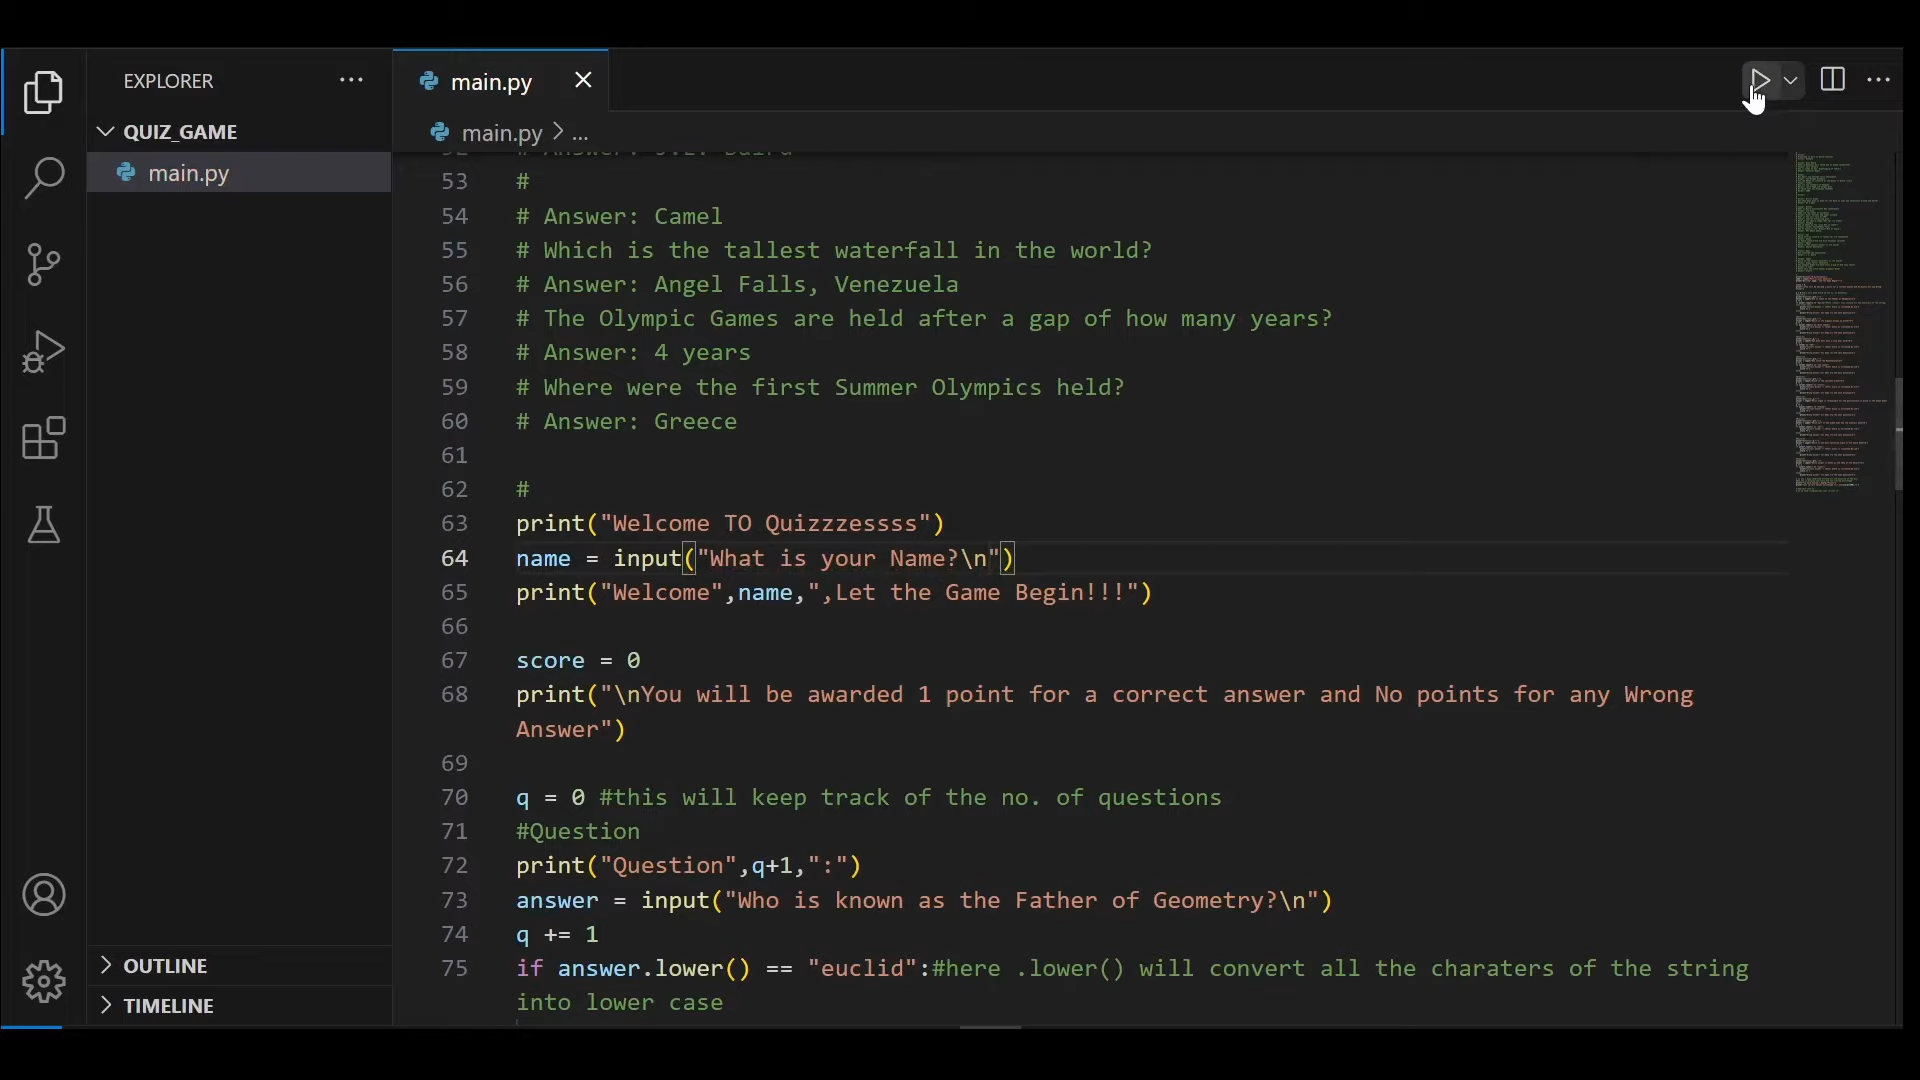 EXPLORER
QUIZ_GAME
main.py
OUTLINE
TIMELINE
main.py
main.py > ...
53 #
54 # Answer: Camel
55 # Which is the tallest waterfall in the world?
56 # Answer: Angel Falls, Venezuela
57 # The Olympic Games are held after a gap of how many years?
58 # Answer: 4 years
59 # Where were the first Summer Olympics held?
60 # Answer: Greece
61
62 #
63 print("Welcome TO Quizzzessss")
64 name = input("What is your Name?\n")
65 print("Welcome",name,",Let the Game Begin!!!")
66
67 score = 0
68 print("\nYou will be awarded 1 point for a correct answer and No points for any Wrong
Answer")
69
70 q = 0 #this will keep track of the no. of questions
71 #Question
72 print("Question",q+1,":")
73 answer = input("Who is known as the Father of Geometry?\n")
74 q += 1
75 if answer.lower() == "euclid":#here .lower() will convert all the charaters of the string
into lower case